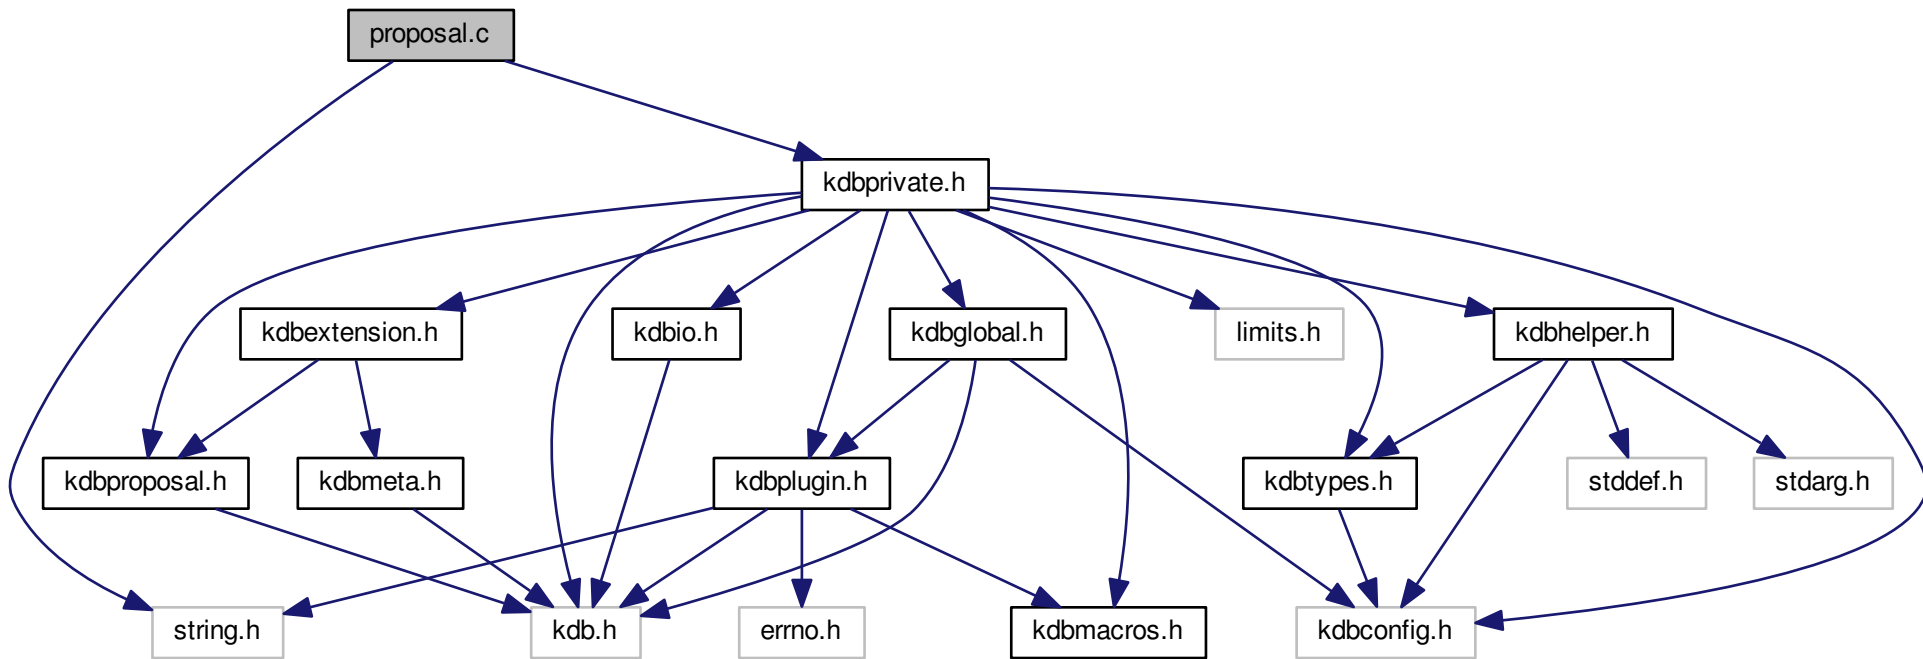 proposal.c
kdbprivate.h
kdbextension.h
kdbio.h
kdbglobal.h
limits.h
kdbhelper.h
kdbproposal.h
kdbmeta.h
kdbplugin.h
kdbtypes.h
stddef.h
stdarg.h
string.h
kdb.h
errno.h
kdbmacros.h
kdbconfig.h